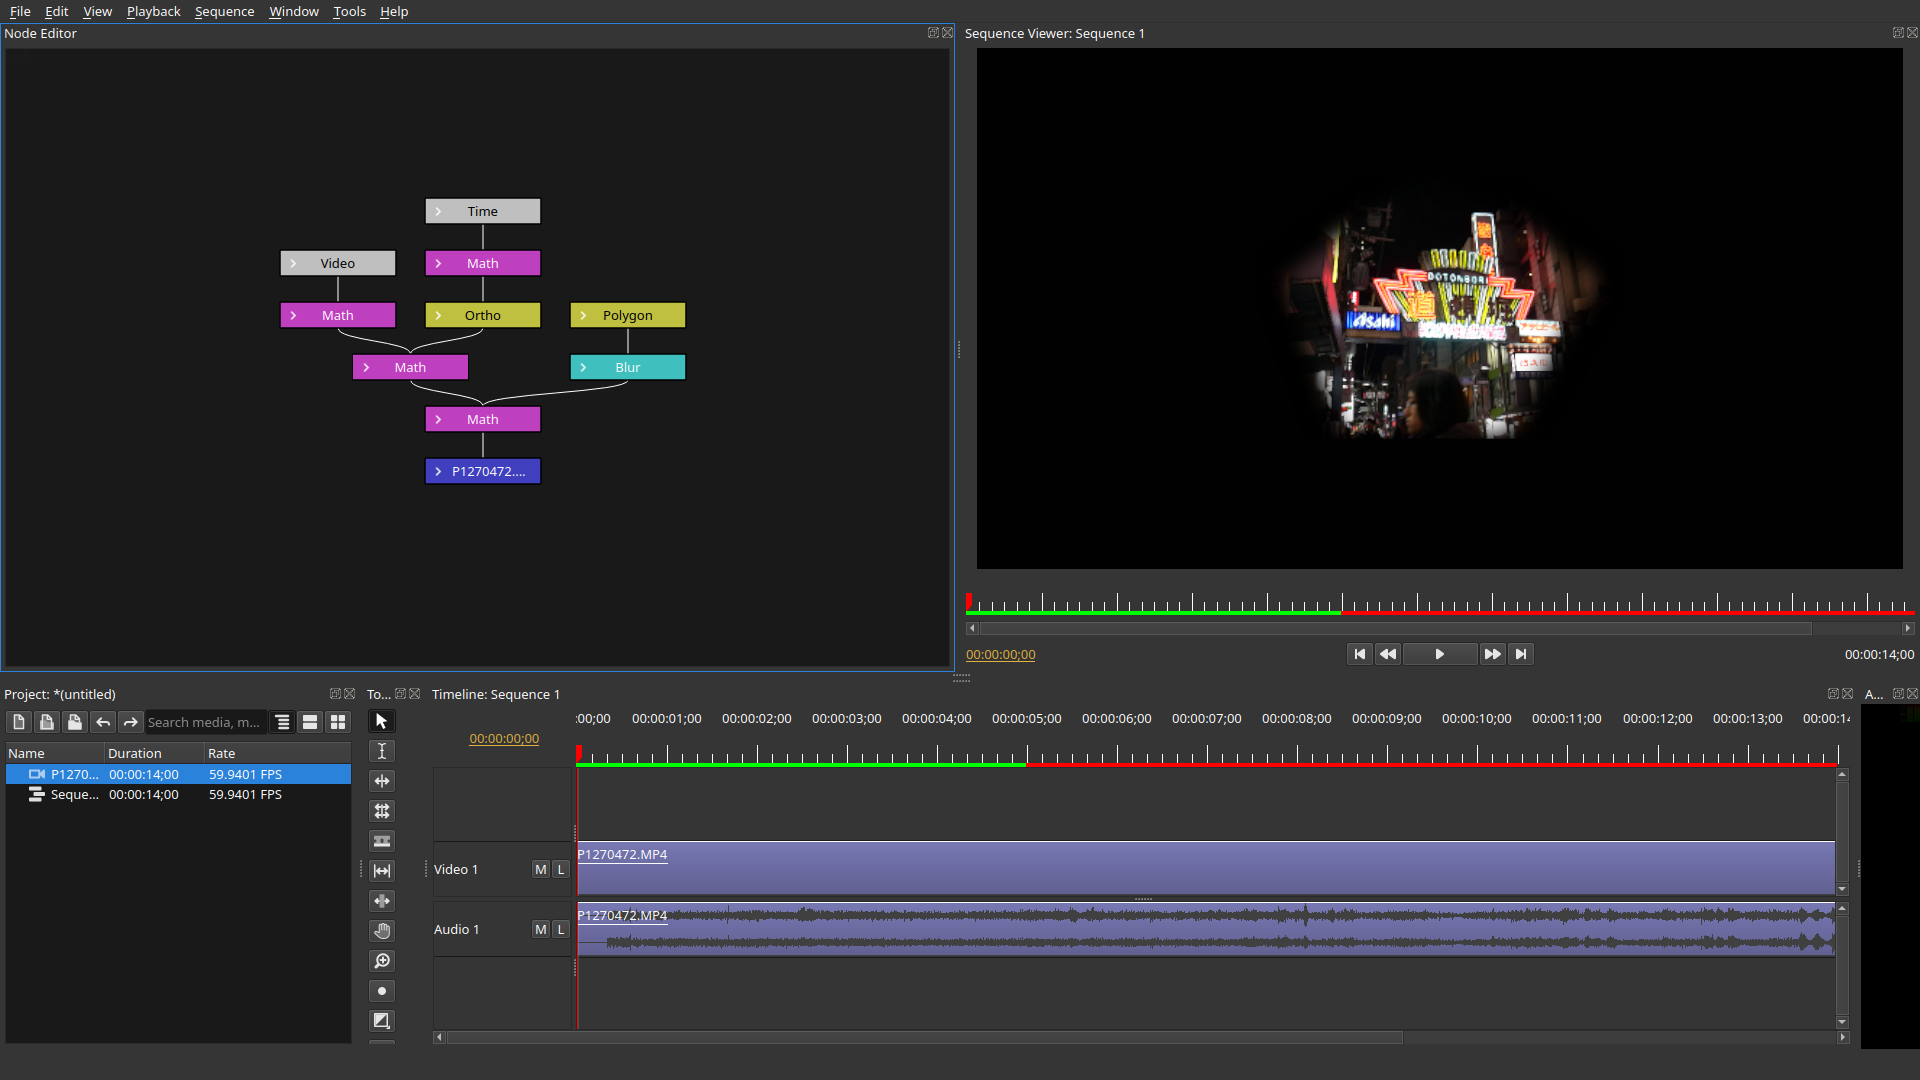 File Edit View Playback Sequence Window Tools Help
Node Editor
Sequence Viewer: Sequence 1
Time
Video
Math
Math
Ortho
Polygon
Math
Blur
Math
P1270472....
DOTONBORI
道
Asahi
00:00:00;00
00:00:14;00
Project: *(untitled)
To...
Timeline: Sequence 1
A...
Search media, m...
Name Duration Rate
P1270... 00:00:14;00 59.9401 FPS
Seque... 00:00:14;00 59.9401 FPS
:00;00 00:00:01;00 00:00:02;00 00:00:03;00 00:00:04;00 00:00:05;00 00:00:06;00 00:00:07;00 00:00:08;00 00:00:09;00 00:00:10;00 00:00:11;00 00:00:12;00 00:00:13;00 00:00:14
00:00:00;00
P1270472.MP4
Video 1 M L
P1270472.MP4
Audio 1 M L